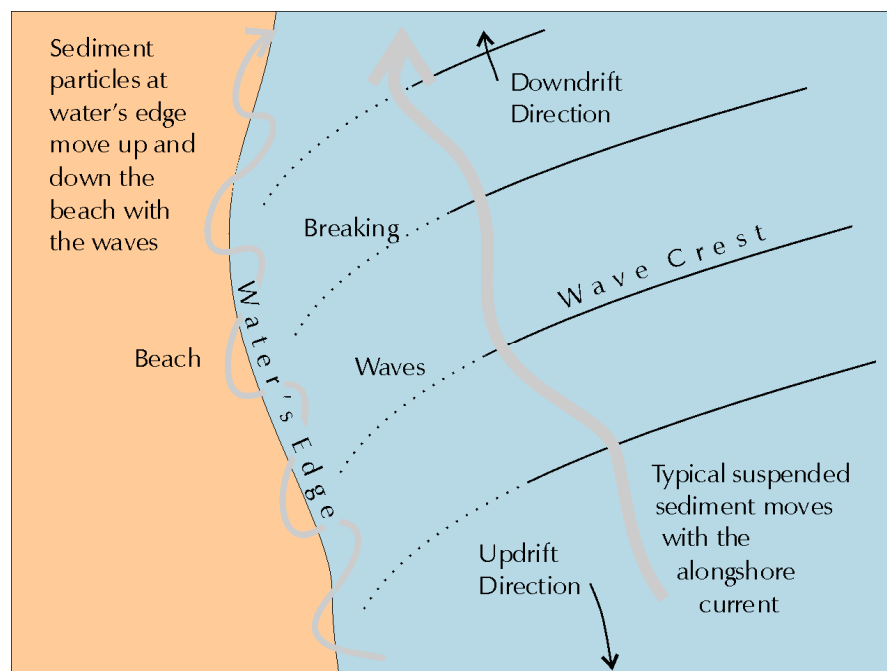 Sediment
particles at
water's edge
move up and
down the
beach with
the waves
Downdrift
Direction
Breaking
Wave Crest
Water's Edge
Beach
Waves
Typical suspended
sediment moves
with the
alongshore
current
Updrift
Direction